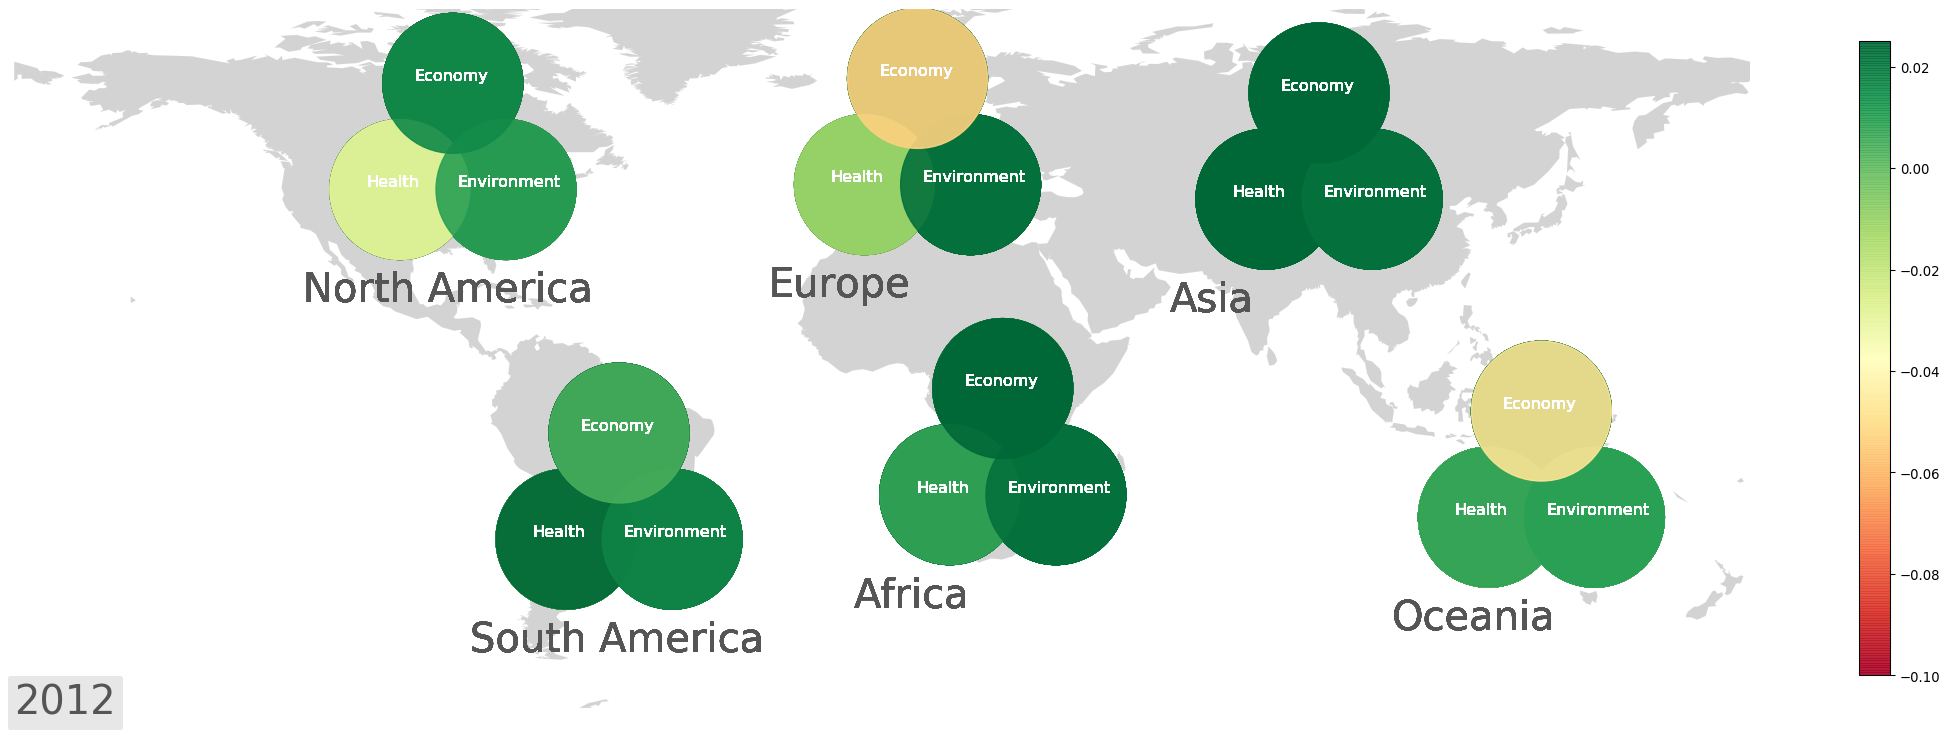 Economy
Health
Environment
North America
Economy
Health
Environment
Europe
Economy
Health
Environment
Asia
Economy
Health
Environment
South America
Economy
Health
Environment
Africa
Economy
Health
Environment
Oceania
0.02
0.00
−0.02
−0.04
−0.06
−0.08
−0.10
2012